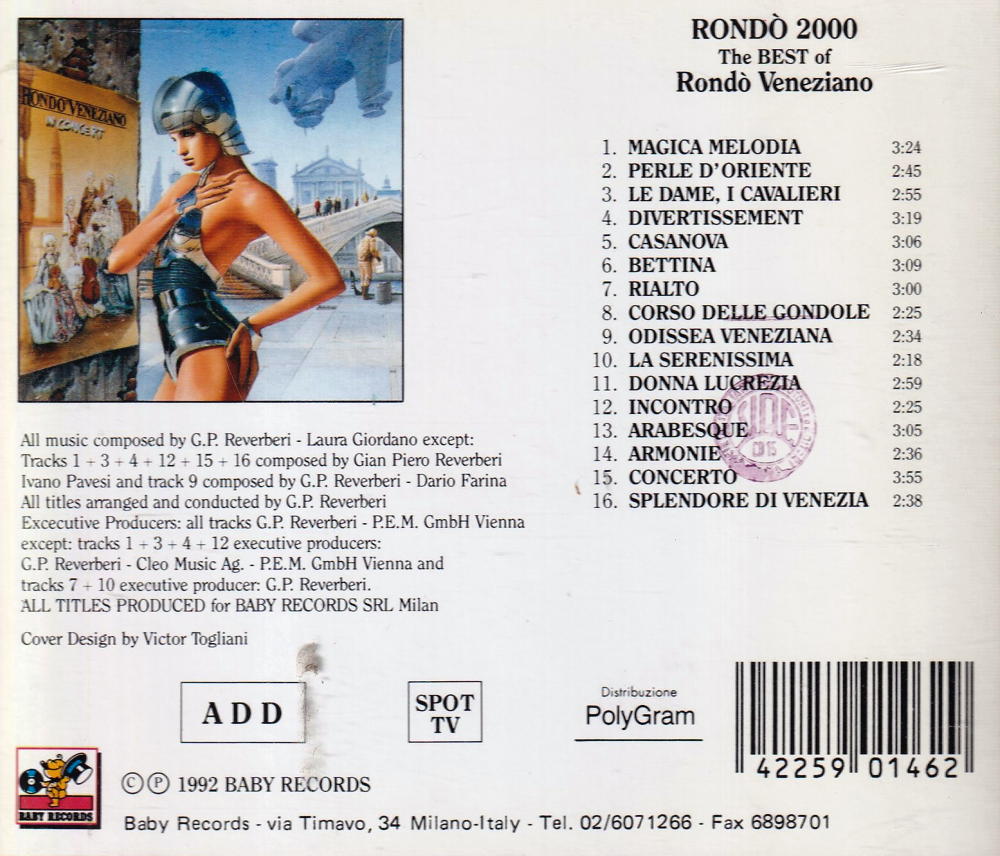 RONDÒ VENEZIANO
IN CONCERT
RONDÒ 2000
The BEST of
Rondò Veneziano
1. MAGICA MELODIA 3:24
2. PERLE D'ORIENTE 2:45
3. LE DAME, I CAVALIERI 2:55
4. DIVERTISSEMENT 3:19
5. CASANOVA 3:06
6. BETTINA 3:09
7. RIALTO 3:00
8. CORSO DELLE GONDOLE 2:25
9. ODISSEA VENEZIANA 2:34
10. LA SERENISSIMA 2:18
11. DONNA LUCREZIA 2:59
12. INCONTRO 2:25
13. ARABESQUE 3:05
14. ARMONIE 2:36
15. CONCERTO 3:55
16. SPLENDORE DI VENEZIA 2:38
All music composed by G.P. Reverberi - Laura Giordano except:
Tracks 1 + 3 + 4 + 12 + 15 + 16 composed by Gian Piero Reverberi
Ivano Pavesi and track 9 composed by G.P. Reverberi - Dario Farina
All titles arranged and conducted by G.P. Reverberi
Excecutive Producers: all tracks G.P. Reverberi - P.E.M. GmbH Vienna
except: tracks 1 + 3 + 4 + 12 executive producers:
G.P. Reverberi - Cleo Music Ag. - P.E.M. GmbH Vienna and
tracks 7 + 10 executive producer: G.P. Reverberi.
ALL TITLES PRODUCED for BABY RECORDS SRL Milan
Cover Design by Victor Togliani
ADD
SPOT
TV
Distribuzione
PolyGram
42259 01462
BABY RECORDS
© ℗ 1992 BABY RECORDS
Baby Records - via Timavo, 34 Milano-Italy - Tel. 02/6071266 - Fax 6898701